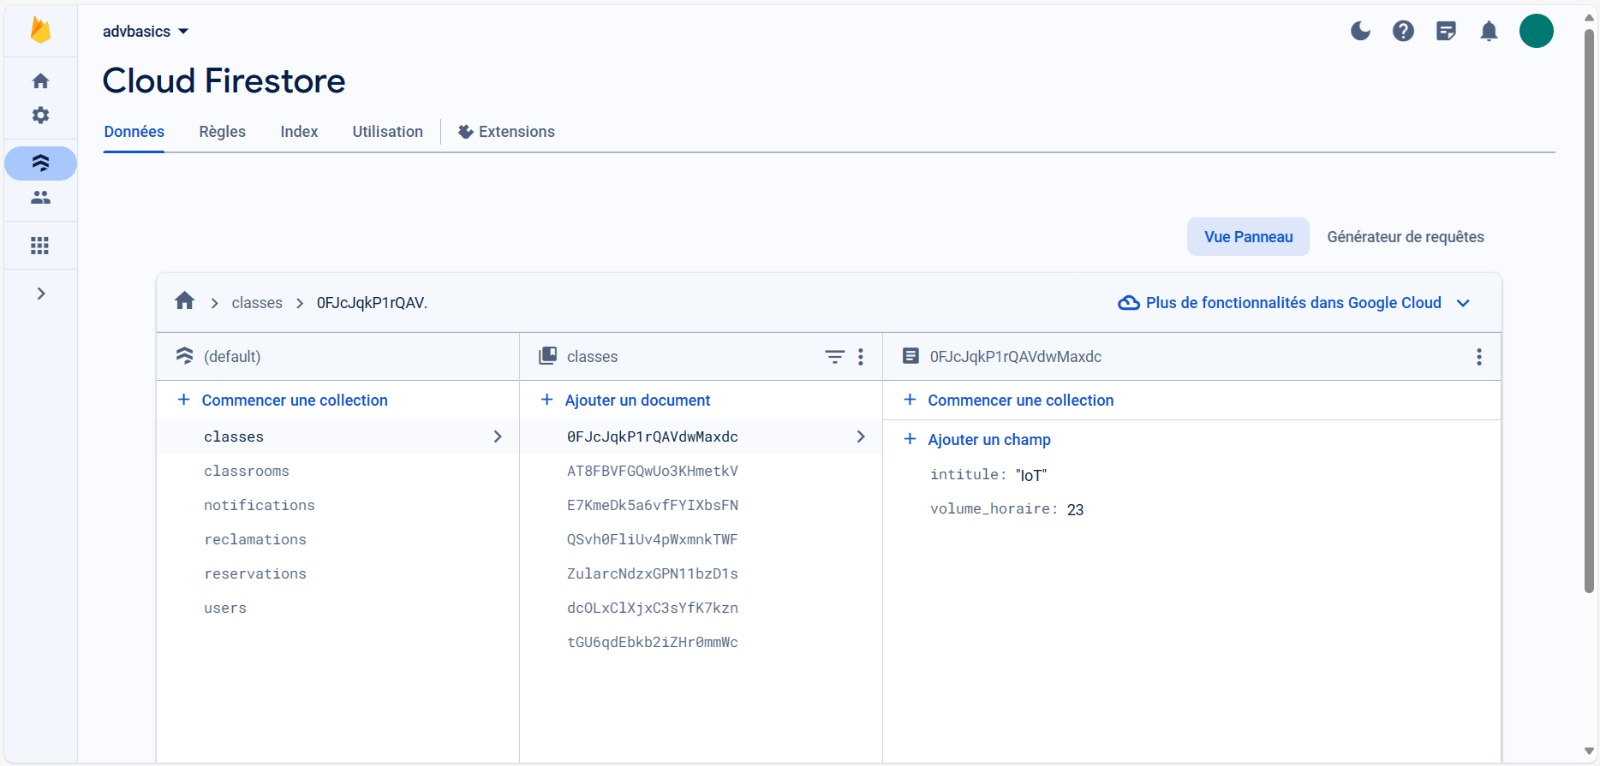 advbasics
Cloud Firestore
Données Règles Index Utilisation Extensions
Vue Panneau Générateur de requêtes
classes 0FJcJqkP1rQAV.
Plus de fonctionnalités dans Google Cloud
(default)
Commencer une collection
classes
classrooms
notifications
reclamations
reservations
users
classes
Ajouter un document
0FJcJqkP1rQAVdwMaxdc
AT8FBVFGQwUo3KHmetkV
E7KmeDk5a6vfFYIXbsFN
QSvh0FliUv4pWxmnkTWF
ZularcNdzxGPN11bzD1s
dcOLxClXjxC3sYfK7kzn
tGU6qdEbkb2iZHr0mmWc
0FJcJqkP1rQAVdwMaxdc
Commencer une collection
Ajouter un champ
intitule: "IoT"
volume_horaire: 23